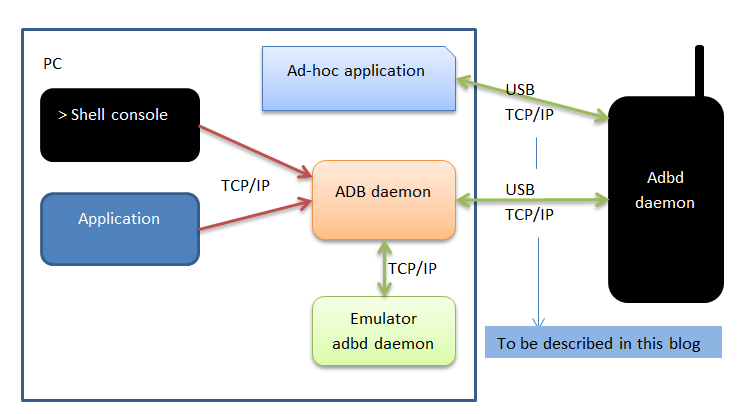 PC
Ad-hoc application
> Shell console
USB
TCP/IP
TCP/IP
ADB daemon
Application
USB
TCP/IP
Adbd
daemon
TCP/IP
Emulator
adbd daemon
To be described in this blog